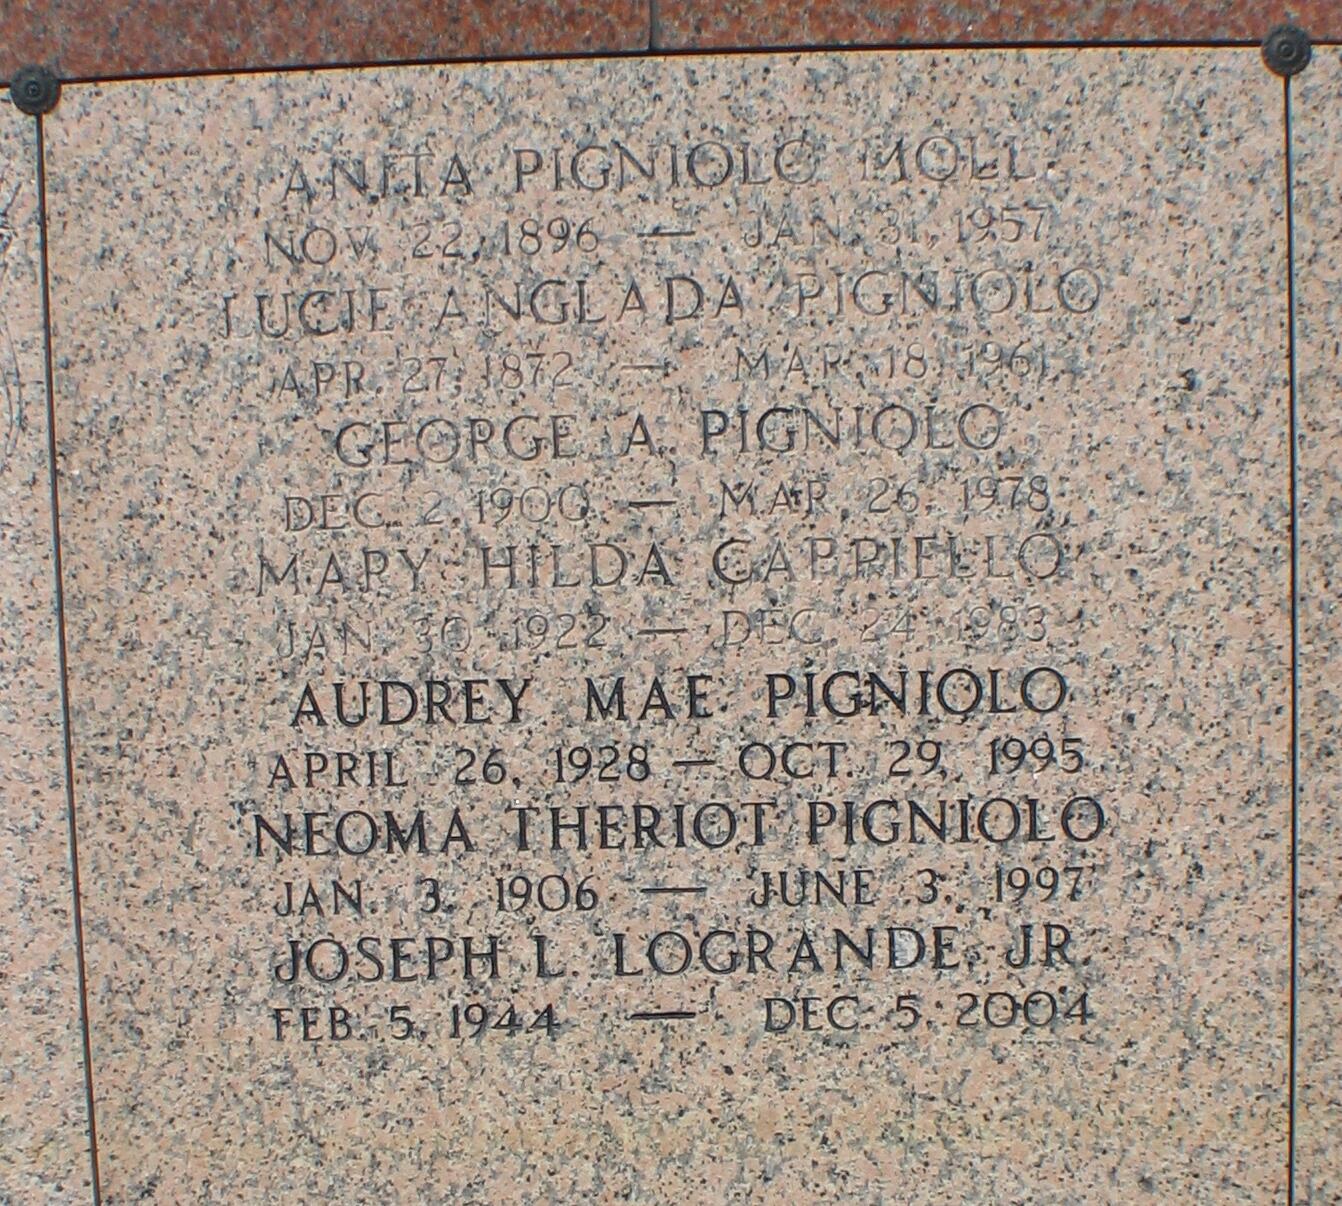 ANITA PIGNIOLO MOLL
NOV. 22, 1896 — JAN. 31, 1957
LUCIE ANGLADA PIGNIOLO
APR. 27, 1872 — MAR. 18, 1961
GEORGE A. PIGNIOLO
DEC. 2, 1900 — MAR. 26, 1978
MARY HILDA CAPPIELLO
JAN. 30, 1922 — DEC. 24, 1983
AUDREY MAE PIGNIOLO
APRIL 26, 1928 — OCT. 29, 1995
NEOMA THERIOT PIGNIOLO
JAN. 3, 1906 — JUNE 3, 1997
JOSEPH L. LOGRANDE, JR.
FEB. 5, 1944 — DEC. 5, 2004